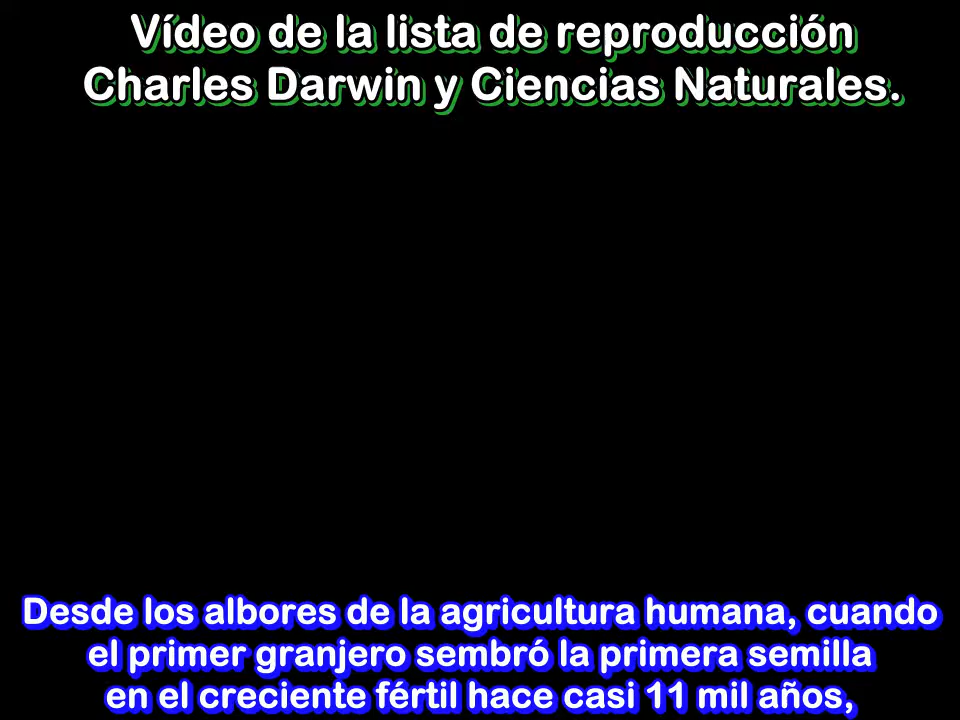 Vídeo de la lista de reproducción
Charles Darwin y Ciencias Naturales.
Desde los albores de la agricultura humana, cuando
el primer granjero sembró la primera semilla
en el creciente fértil hace casi 11 mil años,